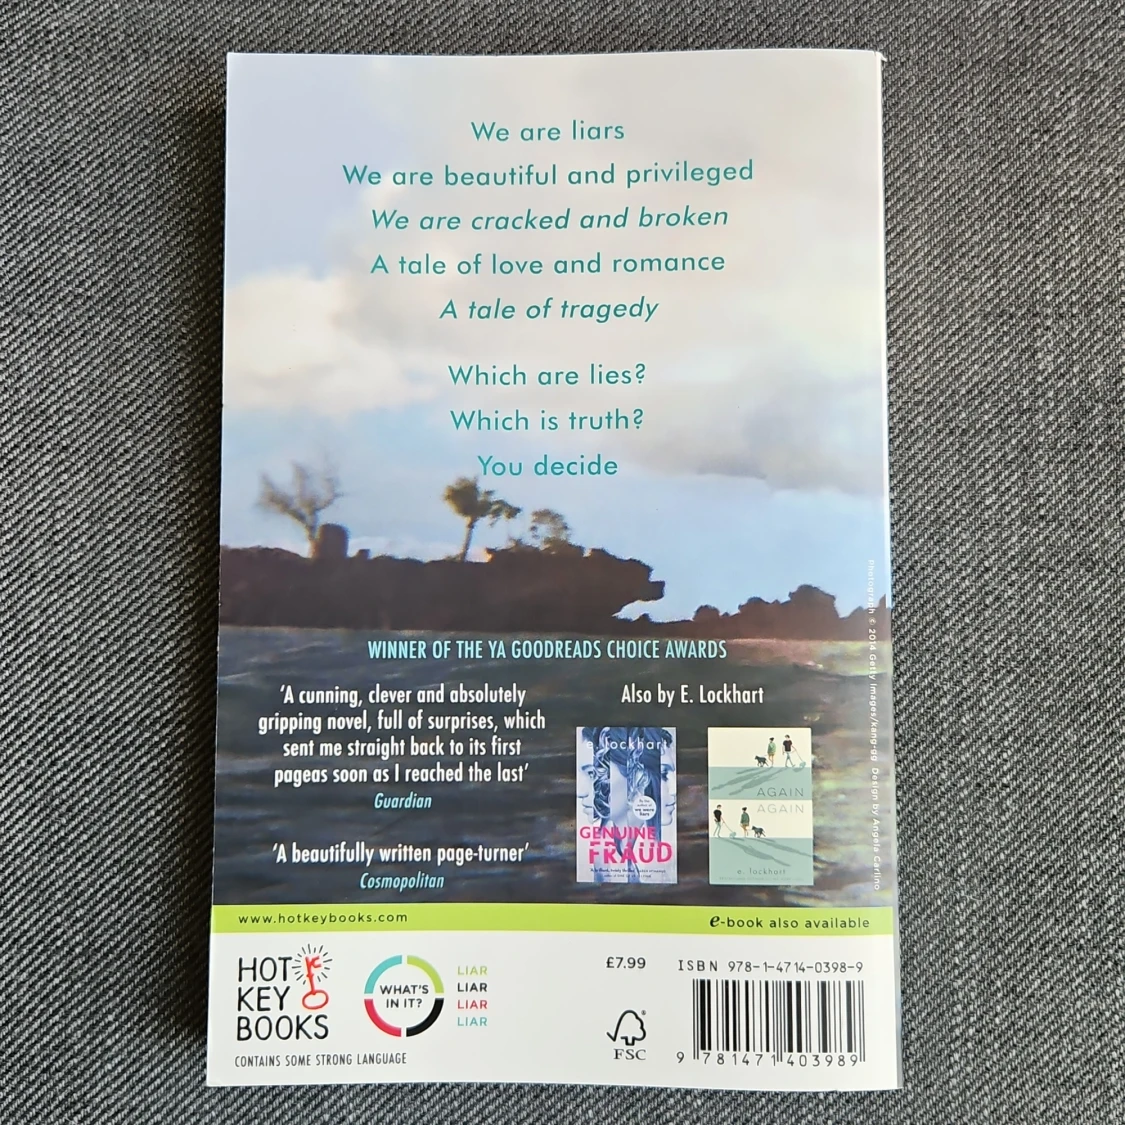 We are liars
We are beautiful and privileged
We are cracked and broken
A tale of love and romance
A tale of tragedy
Which are lies?
Which is truth?
You decide
WINNER OF THE YA GOODREADS CHOICE AWARDS
'A cunning, clever and absolutely
gripping novel, full of surprises, which
sent me straight back to its first
pageas soon as I reached the last'
Guardian
'A beautifully written page-turner'
Cosmopolitan
Also by E. Lockhart
e. lockhart
GENUINE
FRAUD
AGAIN
AGAIN
e. lockhart
Photograph © 2014 Getty Images/kang-gg Design by Angela Carlino
www.hotkeybooks.com
e-book also available
HOT
KEY
BOOKS
CONTAINS SOME STRONG LANGUAGE
WHAT'S
IN IT?
LIAR
LIAR
LIAR
LIAR
£7.99
FSC
ISBN 978-1-4714-0398-9
9 781471 403989